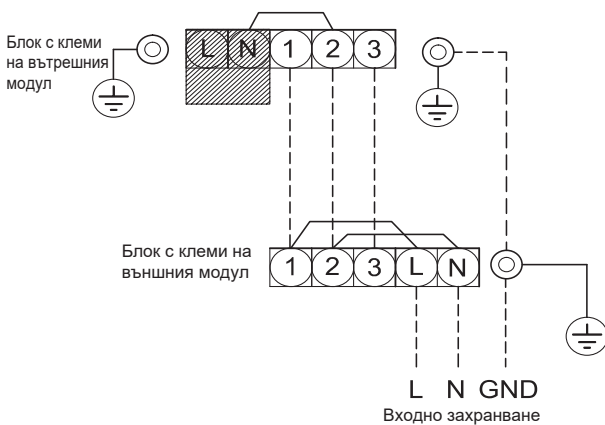 Блок с клеми
на вътрешния
модул
L N 1 2 3
Блок с клеми на
външния модул
1 2 3 L N
L N GND
Входно захранване